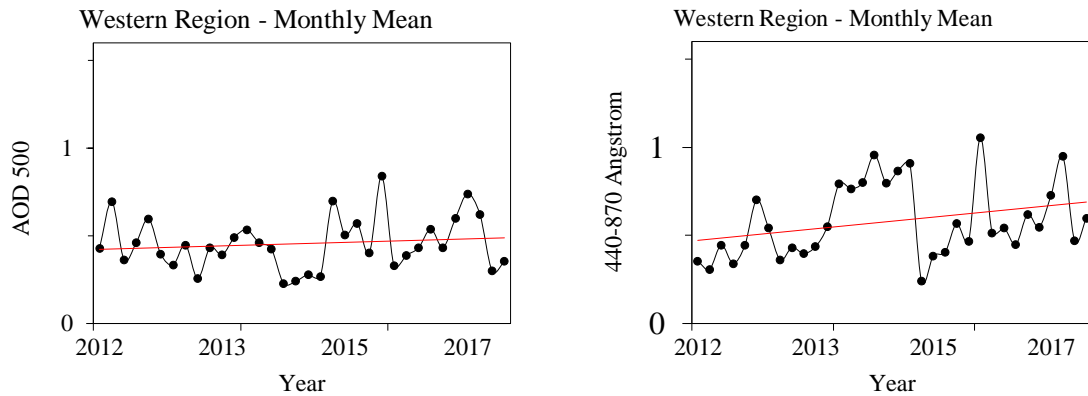 Western Region - Monthly Mean
AOD 500
1
0
2012 2013 2015 2017
Year
Western Region - Monthly Mean
440-870 Angstrom
1
0
2012 2013 2015 2017
Year